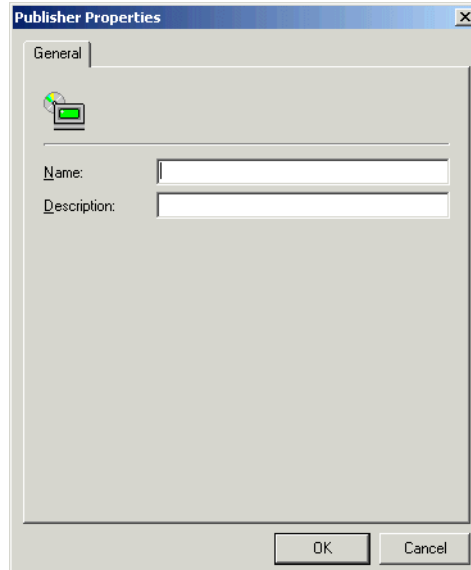 Publisher Properties
General
Name:
Description:
OK Cancel